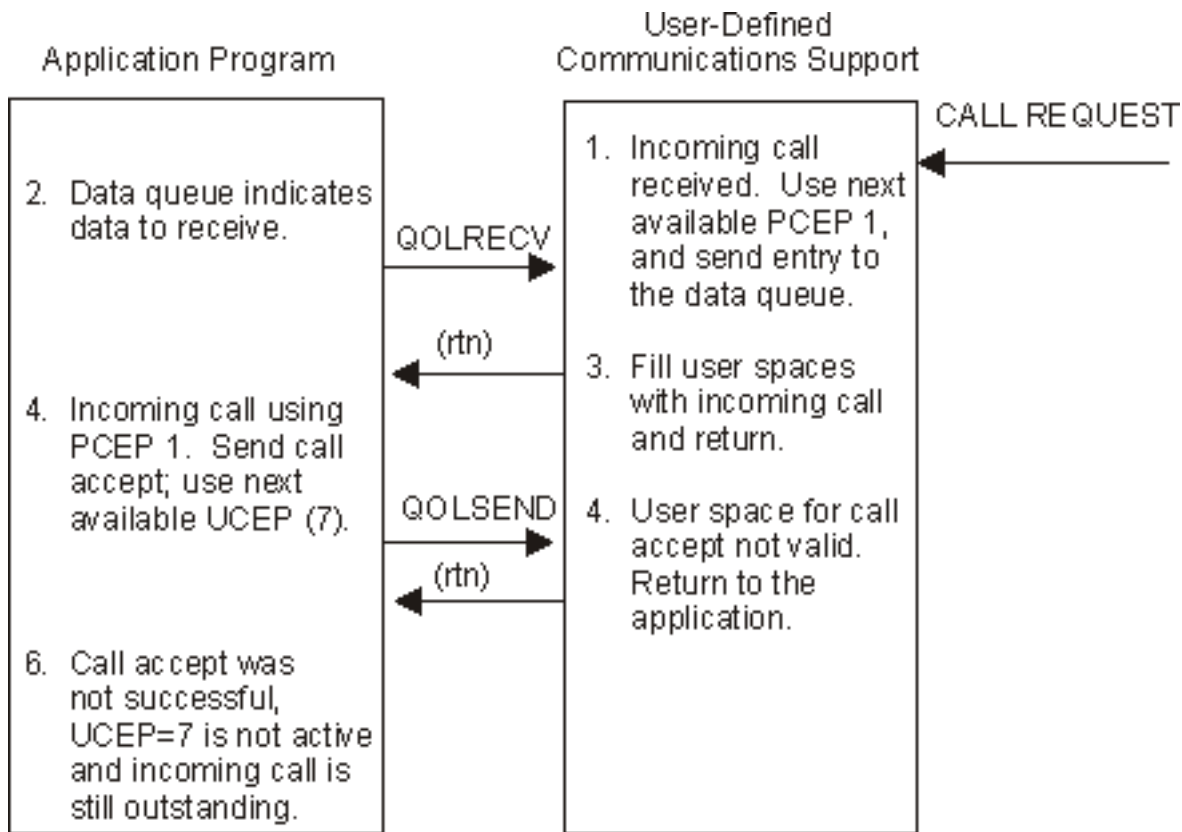 Application Program
User-Defined
Communications Support
CALL REQUEST
1. Incoming call
received. Use next
available PCEP 1,
and send entry to
the data queue.
2. Data queue indicates
data to receive.
QOLRECV
(rtn)
3. Fill user spaces
with incoming call
and return.
4. Incoming call using
PCEP 1. Send call
accept; use next
available UCEP (7).
QOLSEND
(rtn)
4. User space for call
accept not valid.
Return to the
application.
6. Call accept was
not successful,
UCEP=7 is not active
and incoming call is
still outstanding.